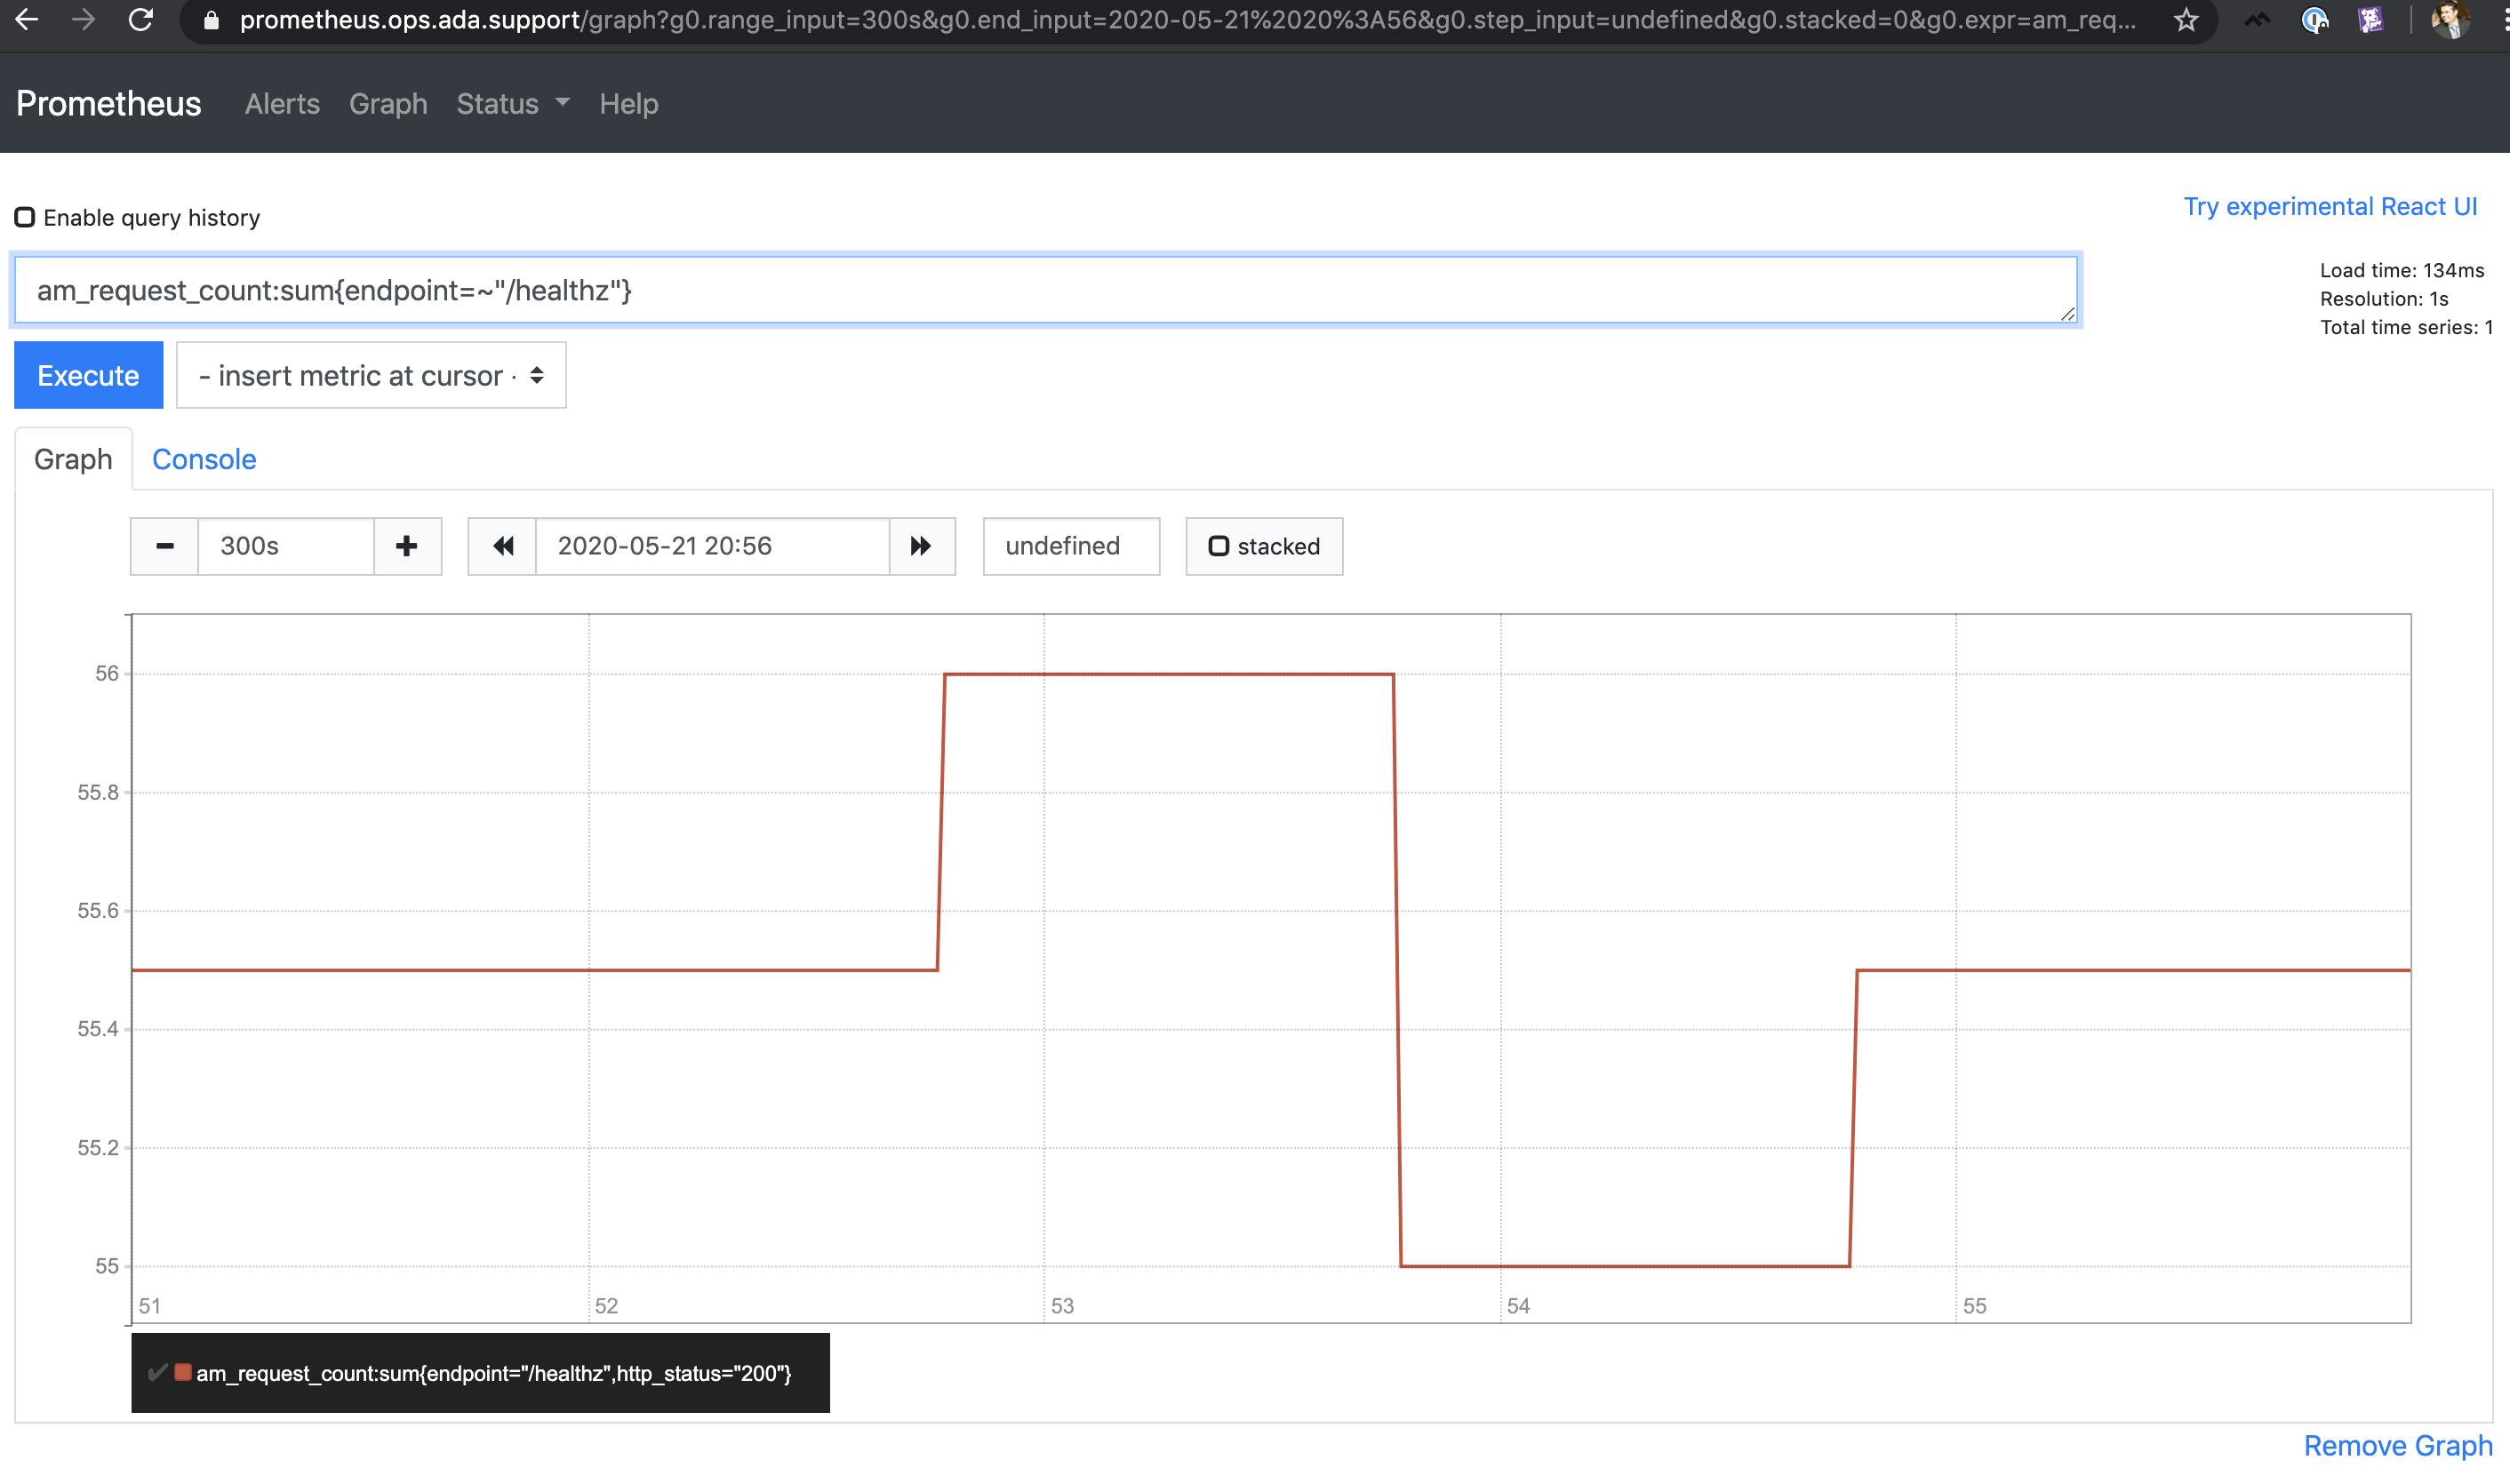 prometheus.ops.ada.support/graph?g0.range_input=300s&g0.end_input=2020-05-21%2020%3A56&g0.step_input=undefined&g0.stacked=0&g0.expr=am_req...
Prometheus Alerts Graph Status Help
Enable query history
Try experimental React UI
am_request_count:sum{endpoint=~"/healthz"}
Load time: 134ms
Resolution: 1s
Total time series: 1
Execute
- insert metric at cursor -
Graph Console
300s 2020-05-21 20:56 undefined stacked
56
55.8
55.6
55.4
55.2
55
51 52 53 54 55
am_request_count:sum{endpoint="/healthz",http_status="200"}
Remove Graph